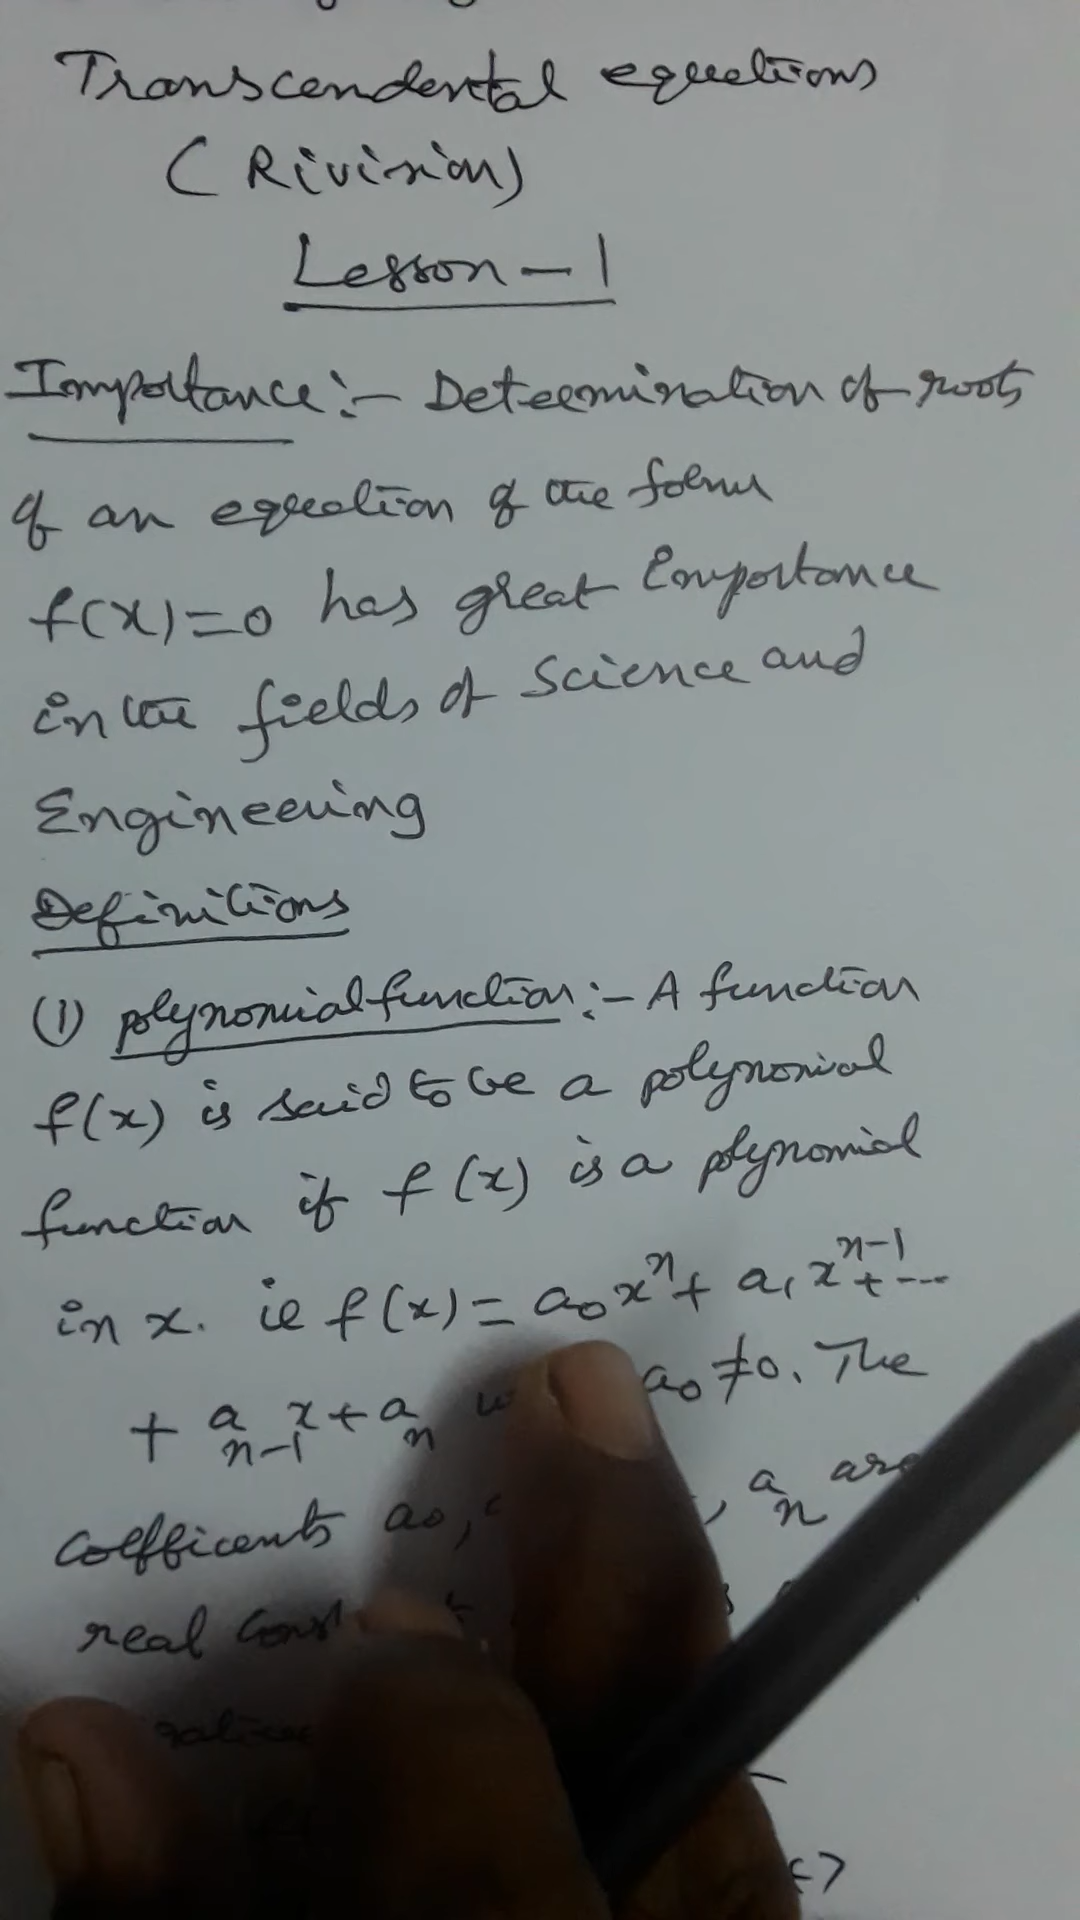 Transcendental equations
(Rivision)
Lesson - 1
Importance :- Determination of roots
of an equation of the form
f(x)=0 has great Importance
in the fields of Science and
Engineering
Definitions
(1) polynomial function :- A function
f(x) is said to be a polynomial
function if f(x) is a polynomial
in x. ie f(x) = a₀xⁿ + a₁xⁿ⁻¹ + ...
+ aₙ₋₁x + aₙ a₀ ≠ 0. The
Cofficents a₀, , aₙ are
real